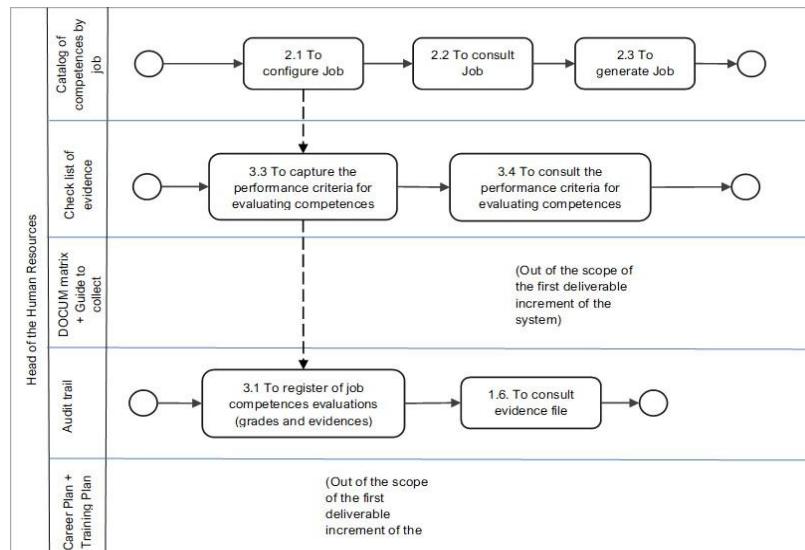 Head of the Human Resources
Catalog of
competences by
job
2.1 To
configure Job
2.2 To consult
Job
2.3 To
generate Job
Check list of
evidence
3.3 To capture the
performance criteria for
evaluating competences
3.4 To consult the
performance criteria for
evaluating competences
DOCUM matrix
+ Guide to
collect
(Out of the scope of
the first deliverable
increment of the
system)
Audit trail
3.1 To register of job
competences evaluations
(grades and evidences)
1.6. To consult
evidence file
Career Plan +
Training Plan
(Out of the scope
of the first
deliverable
increment of the